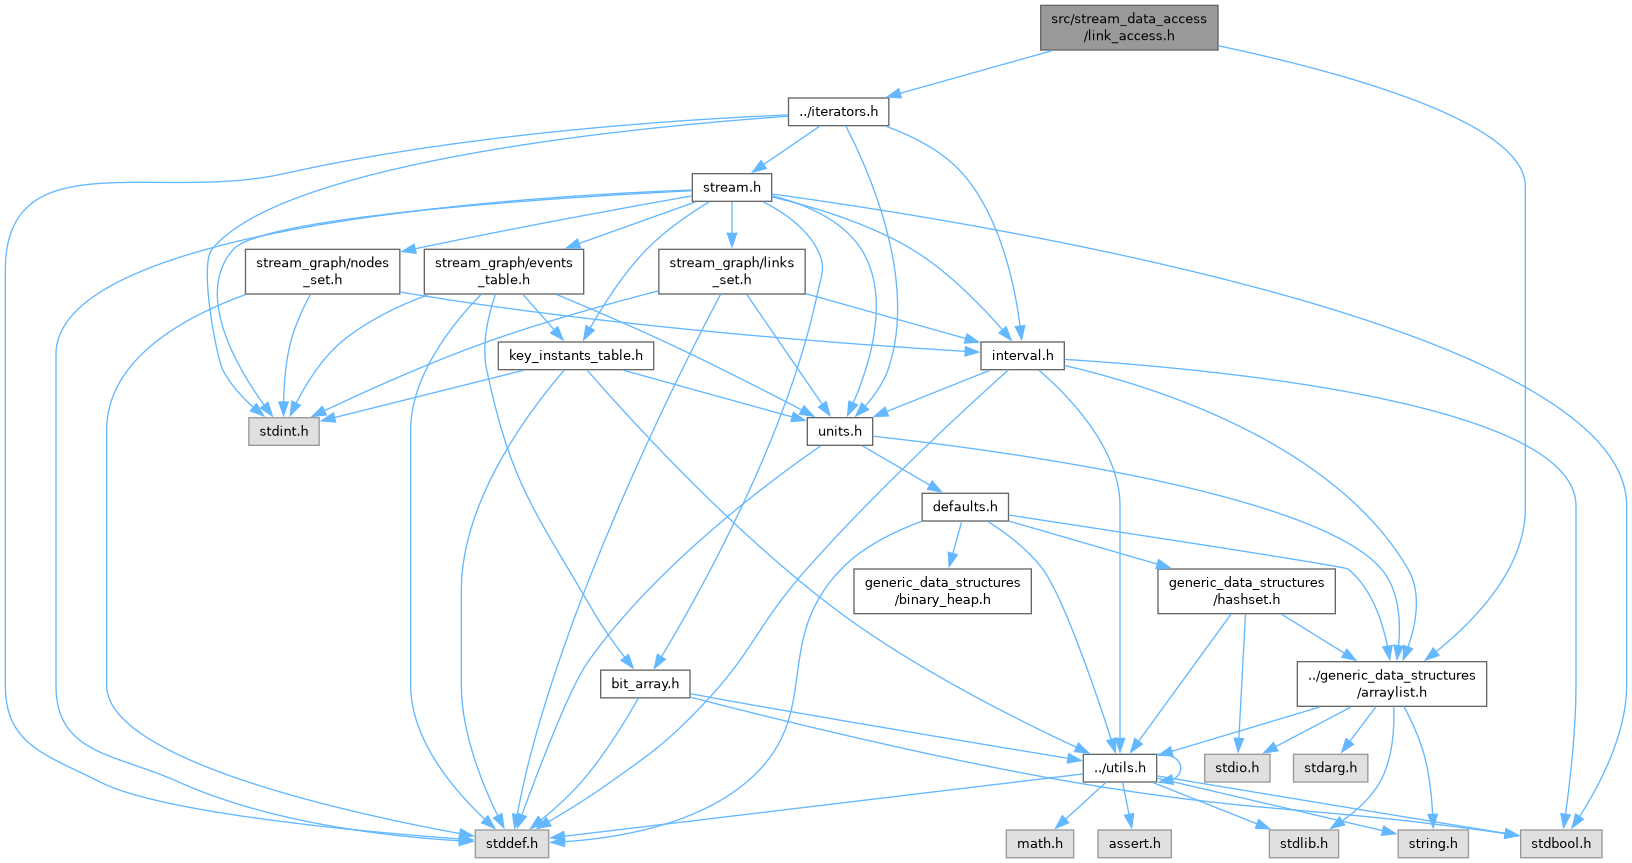 src/stream_data_access
/link_access.h
../iterators.h
stream.h
stream_graph/nodes
_set.h
stream_graph/events
_table.h
stream_graph/links
_set.h
key_instants_table.h
interval.h
stdint.h
units.h
defaults.h
generic_data_structures
/binary_heap.h
generic_data_structures
/hashset.h
bit_array.h
../generic_data_structures
/arraylist.h
../utils.h
stdio.h
stdarg.h
stddef.h
math.h
assert.h
stdlib.h
string.h
stdbool.h